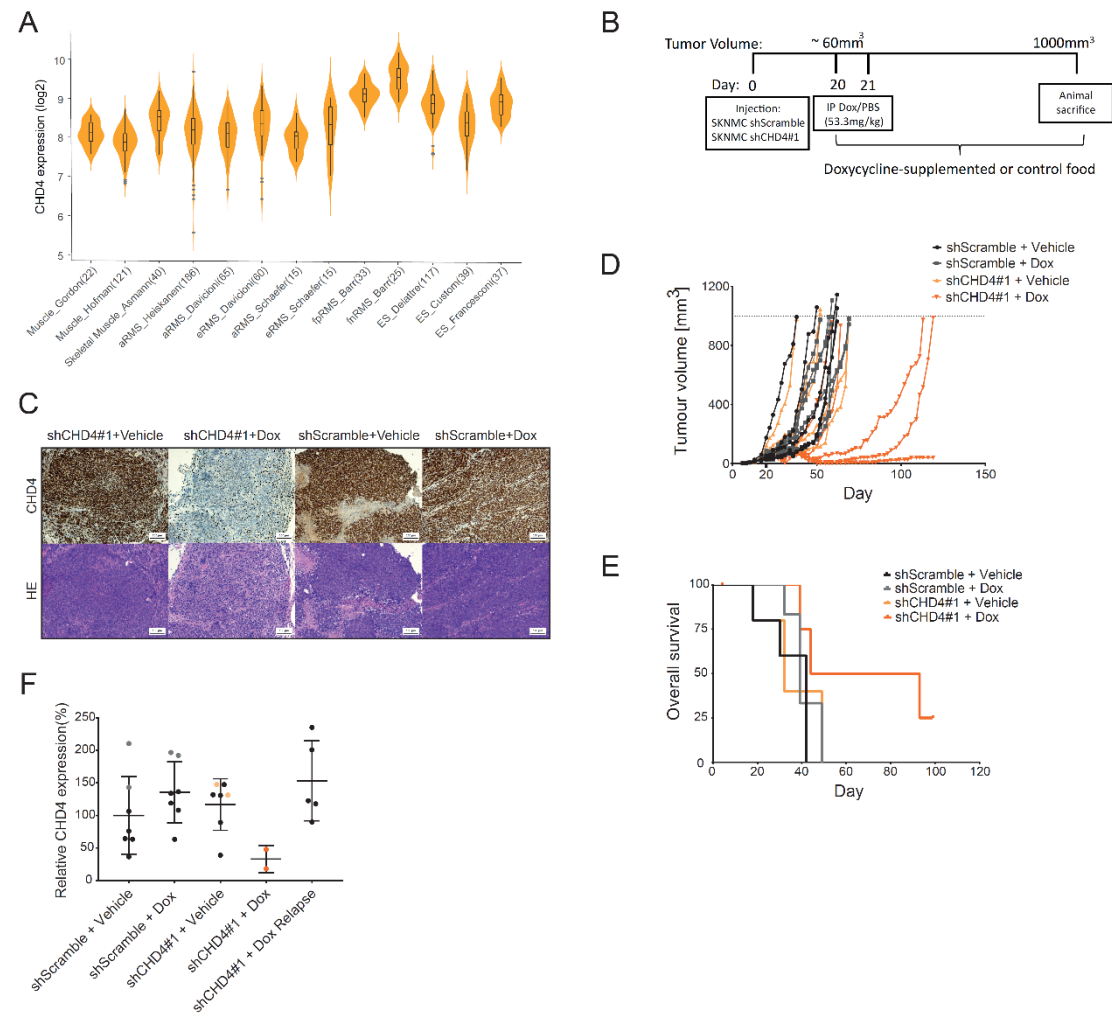 A
CHD4 expression (log2)
10
9
8
7
6
5
Muscle_Gordon(22)
Muscle_Hofman(121)
Skeletal Muscle_Asmann(40)
aRMS_Heiskanen(186)
aRMS_Davicioni(65)
eRMS_Davicioni(60)
aRMS_Schaefer(15)
eRMS_Schaefer(15)
fpRMS_Barr(33)
fnRMS_Barr(25)
ES_Delattre(117)
ES_Custom(39)
ES_Francesconi(37)
B
Tumor Volume:
~ 60mm³
1000mm³
Day:
0
20
21
Injection:
SKNMC shScramble
SKNMC shCHD4#1
IP Dox/PBS
(53.3mg/kg)
Animal
sacrifice
Doxycycline-supplemented or control food
C
shCHD4#1+Vehicle
shCHD4#1+Dox
shScramble+Vehicle
shScramble+Dox
CHD4
HE
D
shScramble + Vehicle
shScramble + Dox
shCHD4#1 + Vehicle
shCHD4#1 + Dox
Tumour volume [mm³]
1200
800
400
0
0
20
50
100
150
Day
E
shScramble + Vehicle
shScramble + Dox
shCHD4#1 + Vehicle
shCHD4#1 + Dox
Overall survival
100
75
50
25
0
20
40
60
80
100
120
Day
F
Relative CHD4 expression(%)
250
200
150
100
50
0
shScramble + Vehicle
shScramble + Dox
shCHD4#1 + Vehicle
shCHD4#1 + Dox
shCHD4#1 + Dox Relapse